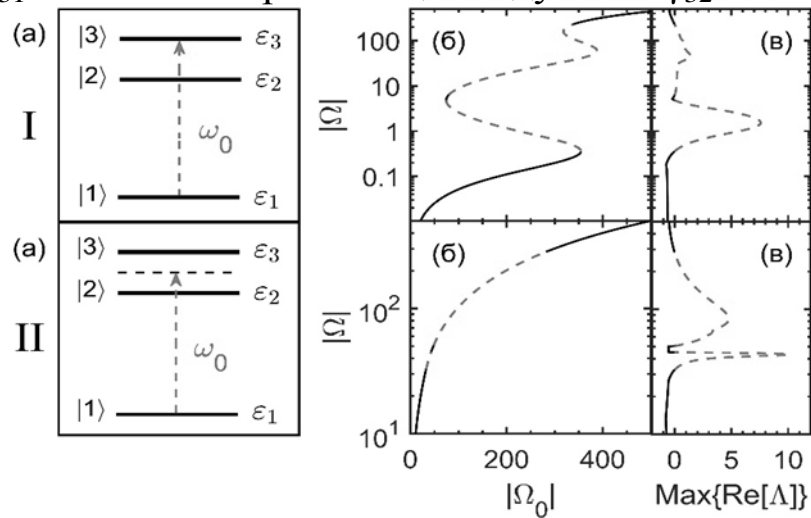 (а)
|3⟩
ε₃
|2⟩
ε₂
I
ω₀
|1⟩
ε₁
(а)
|3⟩
ε₃
|2⟩
ε₂
II
ω₀
|1⟩
ε₁
(б)
|Ω|
100
10
1
0.1
(в)
(б)
|Ω|
10²
10¹
0
200
400
|Ω₀|
(в)
0
5
10
Max{Re[Λ]}